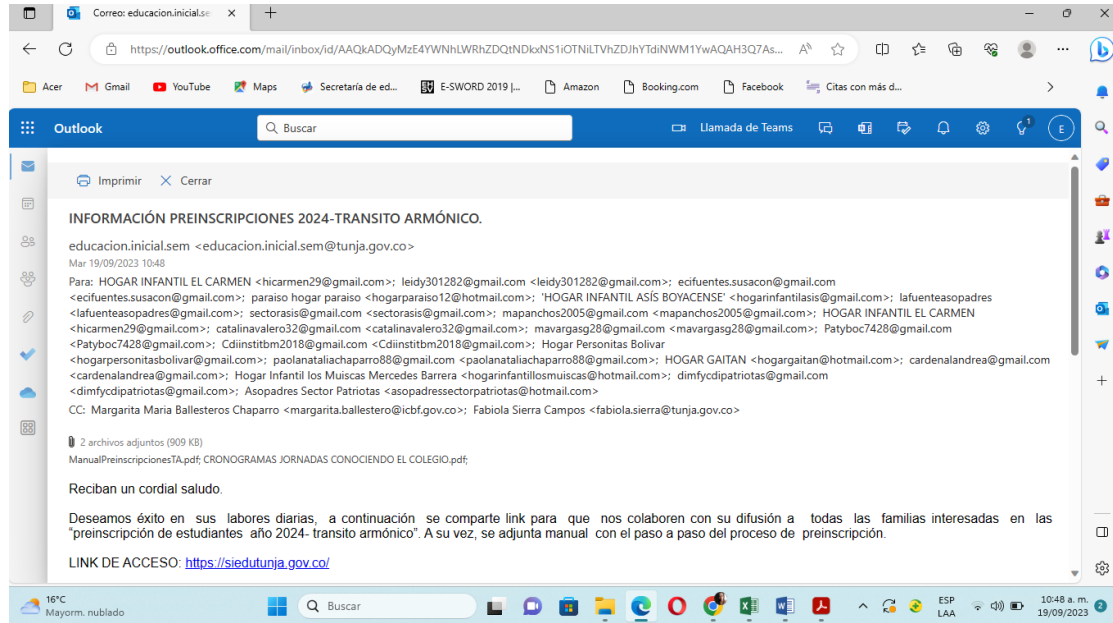 Correo: educacion.inicial.se
https://outlook.office.com/mail/inbox/id/AAQkADQyMzE4YWNhLWRhZDQtNDkxNS1iOTNiLTVhZDJhYTdiNWM1YwAQAH3Q7As...
Acer Gmail YouTube Maps Secretaría de ed... E-SWORD 2019 |... Amazon Booking.com Facebook Citas con más d...
Outlook Buscar Llamada de Teams 1 E
Imprimir Cerrar
INFORMACIÓN PREINSCRIPCIONES 2024-TRANSITO ARMÓNICO.
educacion.inicial.sem <educacion.inicial.sem@tunja.gov.co>
Mar 19/09/2023 10:48
Para: HOGAR INFANTIL EL CARMEN <hicarmen29@gmail.com>; leidy301282@gmail.com <leidy301282@gmail.com>; ecifuentes.susacon@gmail.com
<ecifuentes.susacon@gmail.com>; paraiso hogar paraiso <hogarparaiso12@hotmail.com>; 'HOGAR INFANTIL ASÍS BOYACENSE' <hogarinfantilasis@gmail.com>; lafuenteasopadres
<lafuenteasopadres@gmail.com>; sectorasis@gmail.com <sectorasis@gmail.com>; mapanchos2005@gmail.com <mapanchos2005@gmail.com>; HOGAR INFANTIL EL CARMEN
<hicarmen29@gmail.com>; catalinavalero32@gmail.com <catalinavalero32@gmail.com>; mavargasg28@gmail.com <mavargasg28@gmail.com>; Patyboc7428@gmail.com
<Patyboc7428@gmail.com>; Cdiinstitbm2018@gmail.com <Cdiinstitbm2018@gmail.com>; Hogar Personitas Bolivar
<hogarpersonitasbolivar@gmail.com>; paolanataliachaparro88@gmail.com <paolanataliachaparro88@gmail.com>; HOGAR GAITAN <hogargaitan@hotmail.com>; cardenalandrea@gmail.com
<cardenalandrea@gmail.com>; Hogar Infantil los Muiscas Mercedes Barrera <hogarinfantillosmuiscas@hotmail.com>; dimfycdipatriotas@gmail.com
<dimfycdipatriotas@gmail.com>; Asopadres Sector Patriotas <asopadressectorpatriotas@hotmail.com>
CC: Margarita Maria Ballesteros Chaparro <margarita.ballestero@icbf.gov.co>; Fabiola Sierra Campos <fabiola.sierra@tunja.gov.co>
2 archivos adjuntos (909 KB)
ManualPreinscripcionesTA.pdf; CRONOGRAMAS JORNADAS CONOCIENDO EL COLEGIO.pdf;
Reciban un cordial saludo.
Deseamos éxito en sus labores diarias, a continuación se comparte link para que nos colaboren con su difusión a todas las familias interesadas en las
"preinscripción de estudiantes año 2024- transito armónico". A su vez, se adjunta manual con el paso a paso del proceso de preinscripción.
LINK DE ACCESO: https://siedutunja.gov.co/
16°C
Mayorm. nublado
Buscar
ESP
LAA
10:48 a. m.
19/09/2023
2